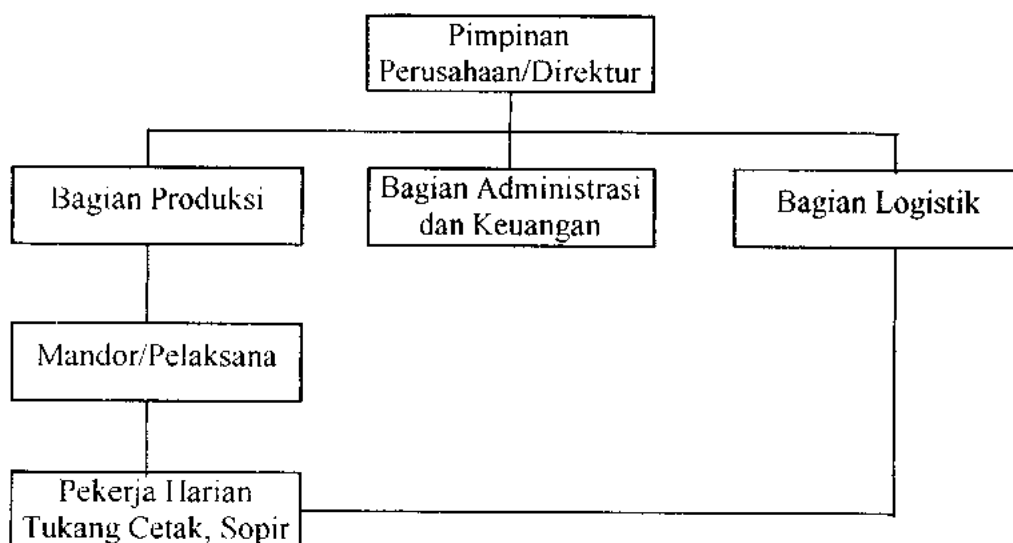 Pimpinan
Perusahaan/Direktur
Bagian Produksi
Bagian Administrasi
dan Keuangan
Bagian Logistik
Mandor/Pelaksana
Pekerja Harian
Tukang Cetak, Sopir